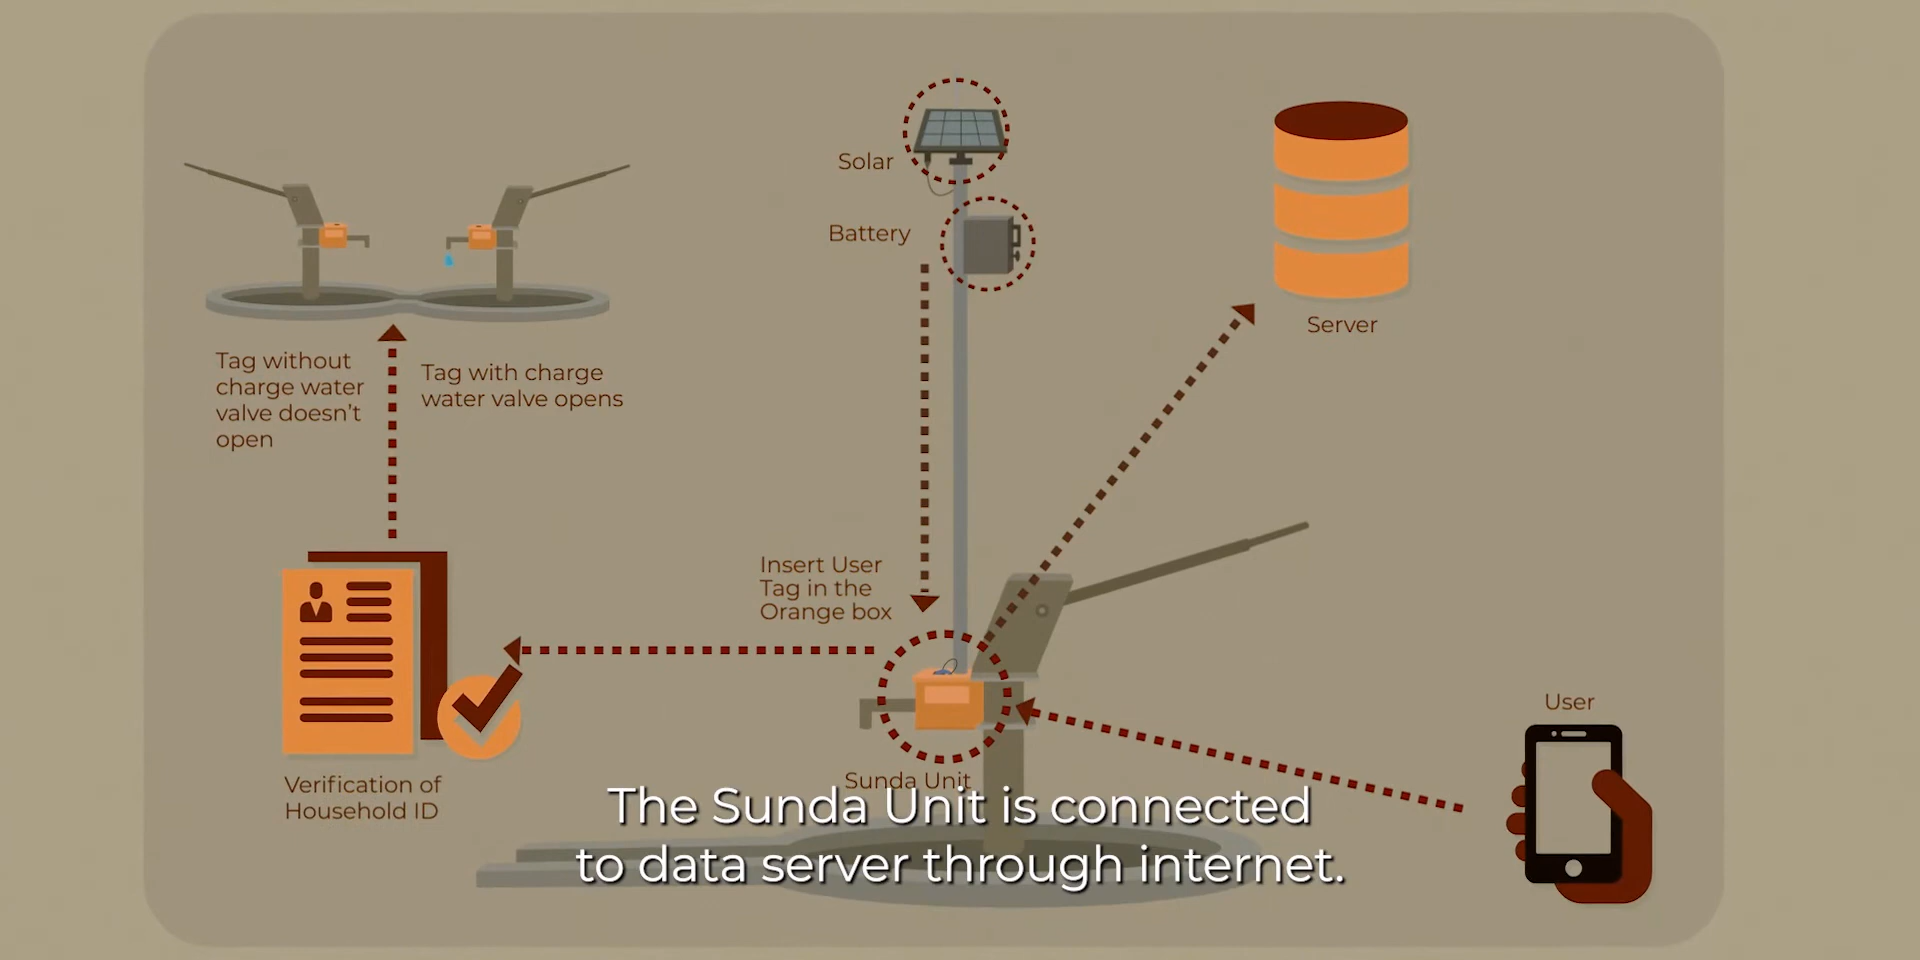 Solar
Battery
Server
Tag without
charge water
valve doesn't
open
Tag with charge
water valve opens
Insert User
Tag in the
Orange box
User
Verification of
Household ID
Sunda Unit
The Sunda Unit is connected
to data server through internet.